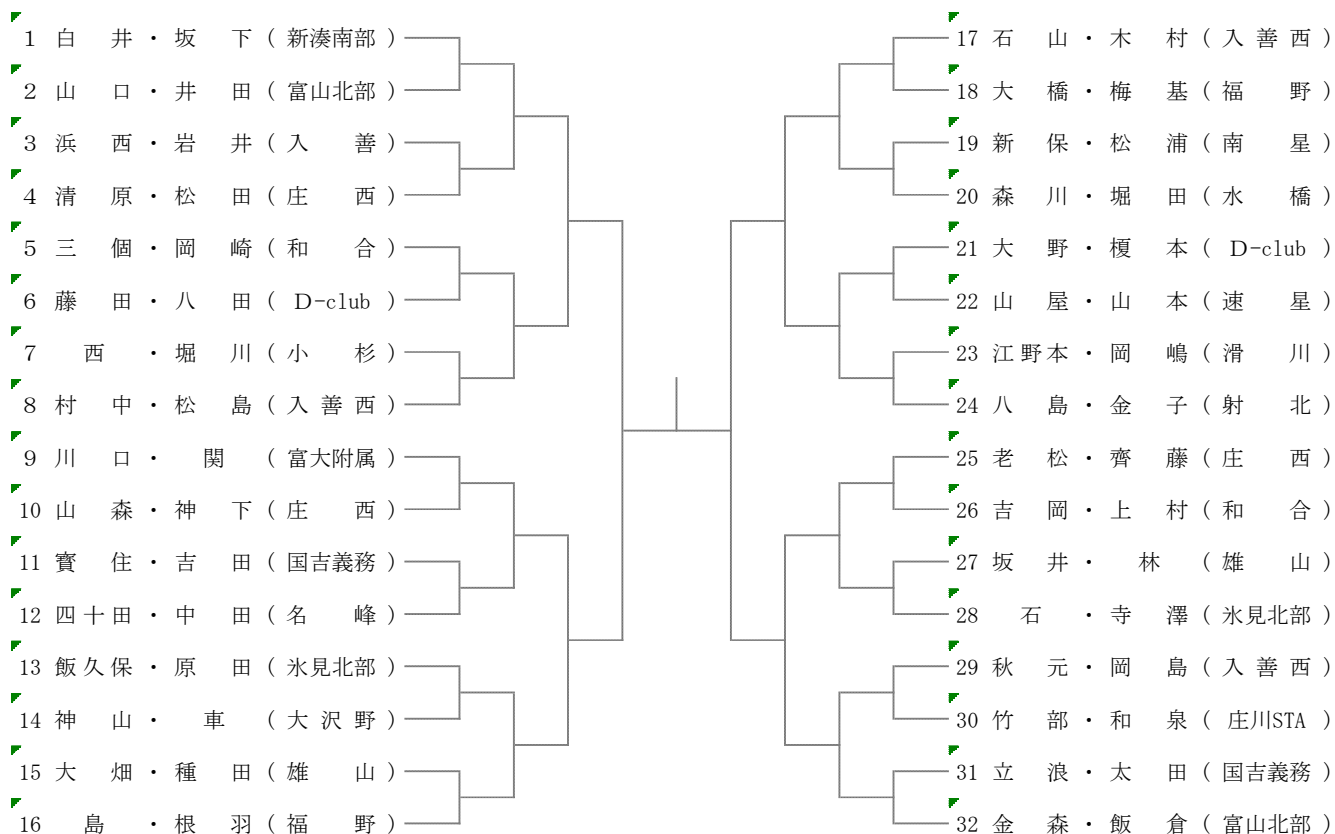 1 白井・坂下(新湊南部)
2 山口・井田(富山北部)
3 浜西・岩井(入善)
4 清原・松田(庄西)
5 三個・岡崎(和合)
6 藤田・八田(D-club)
7 西・堀川(小杉)
8 村中・松島(入善西)
9 川口・関(富大附属)
10 山森・神下(庄西)
11 寳住・吉田(国吉義務)
12 四十田・中田(名峰)
13 飯久保・原田(氷見北部)
14 神山・車(大沢野)
15 大畑・種田(雄山)
16 島・根羽(福野)
17 石山・木村(入善西)
18 大橋・梅基(福野)
19 新保・松浦(南星)
20 森川・堀田(水橋)
21 大野・榎本(D-club)
22 山屋・山本(速星)
23 江野本・岡嶋(滑川)
24 八島・金子(射北)
25 老松・齊藤(庄西)
26 吉岡・上村(和合)
27 坂井・林(雄山)
28 石・寺澤(氷見北部)
29 秋元・岡島(入善西)
30 竹部・和泉(庄川STA)
31 立浪・太田(国吉義務)
32 金森・飯倉(富山北部)